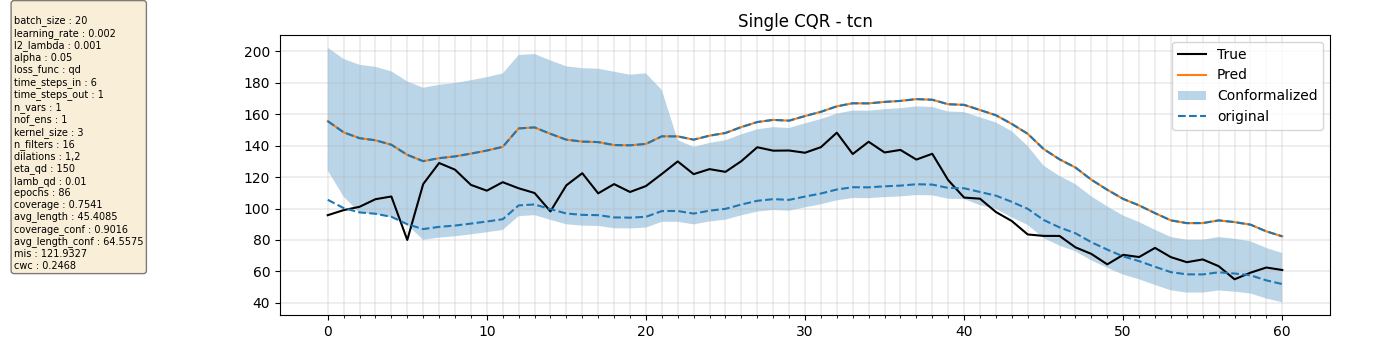 batch_size : 20
learning_rate : 0.002
l2_lambda : 0.001
alpha : 0.05
loss_func : qd
time_steps_in : 6
time_steps_out : 1
n_vars : 1
nof_ens : 1
kernel_size : 3
n_filters : 16
dilations : 1,2
eta_qd : 150
lamb_qd : 0.01
epochs : 86
coverage : 0.7541
avg_length : 45.4085
coverage_conf : 0.9016
avg_length_conf : 64.5575
mis : 121.9327
cwc : 0.2468
Single CQR - tcn
200
180
160
140
120
100
80
60
40
0 10 20 30 40 50 60
True
Pred
Conformalized
original